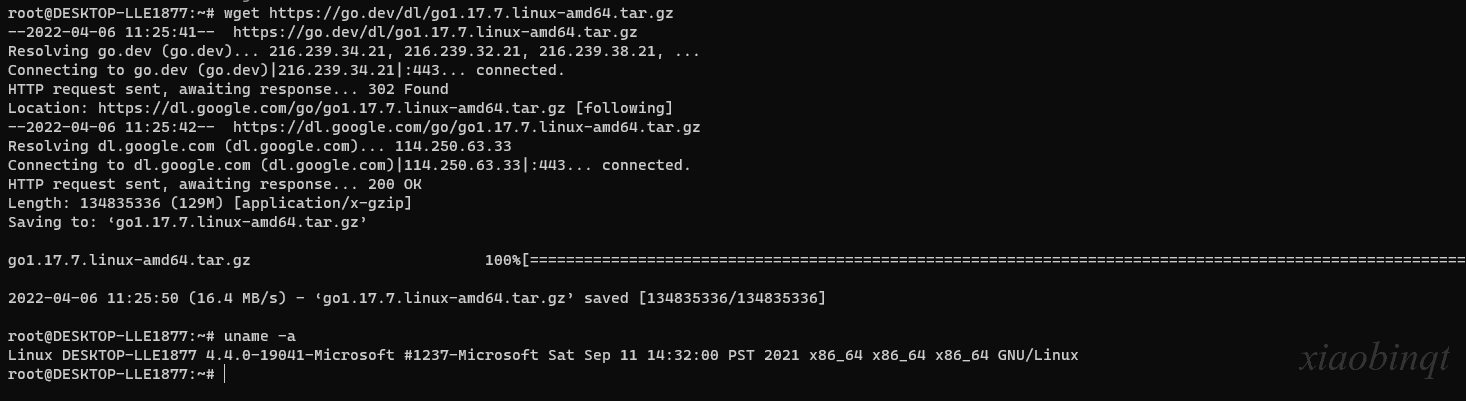 root@DESKTOP-LLE1877:~# wget https://go.dev/dl/go1.17.7.linux-amd64.tar.gz
--2022-04-06 11:25:41--  https://go.dev/dl/go1.17.7.linux-amd64.tar.gz
Resolving go.dev (go.dev)... 216.239.34.21, 216.239.32.21, 216.239.38.21, ...
Connecting to go.dev (go.dev)|216.239.34.21|:443... connected.
HTTP request sent, awaiting response... 302 Found
Location: https://dl.google.com/go/go1.17.7.linux-amd64.tar.gz [following]
--2022-04-06 11:25:42--  https://dl.google.com/go/go1.17.7.linux-amd64.tar.gz
Resolving dl.google.com (dl.google.com)... 114.250.63.33
Connecting to dl.google.com (dl.google.com)|114.250.63.33|:443... connected.
HTTP request sent, awaiting response... 200 OK
Length: 134835336 (129M) [application/x-gzip]
Saving to: ‘go1.17.7.linux-amd64.tar.gz’
go1.17.7.linux-amd64.tar.gz                          100%[========================================================================================================
2022-04-06 11:25:50 (16.4 MB/s) - ‘go1.17.7.linux-amd64.tar.gz’ saved [134835336/134835336]
root@DESKTOP-LLE1877:~# uname -a
Linux DESKTOP-LLE1877 4.4.0-19041-Microsoft #1237-Microsoft Sat Sep 11 14:32:00 PST 2021 x86_64 x86_64 x86_64 GNU/Linux
root@DESKTOP-LLE1877:~#
xiaobinqt